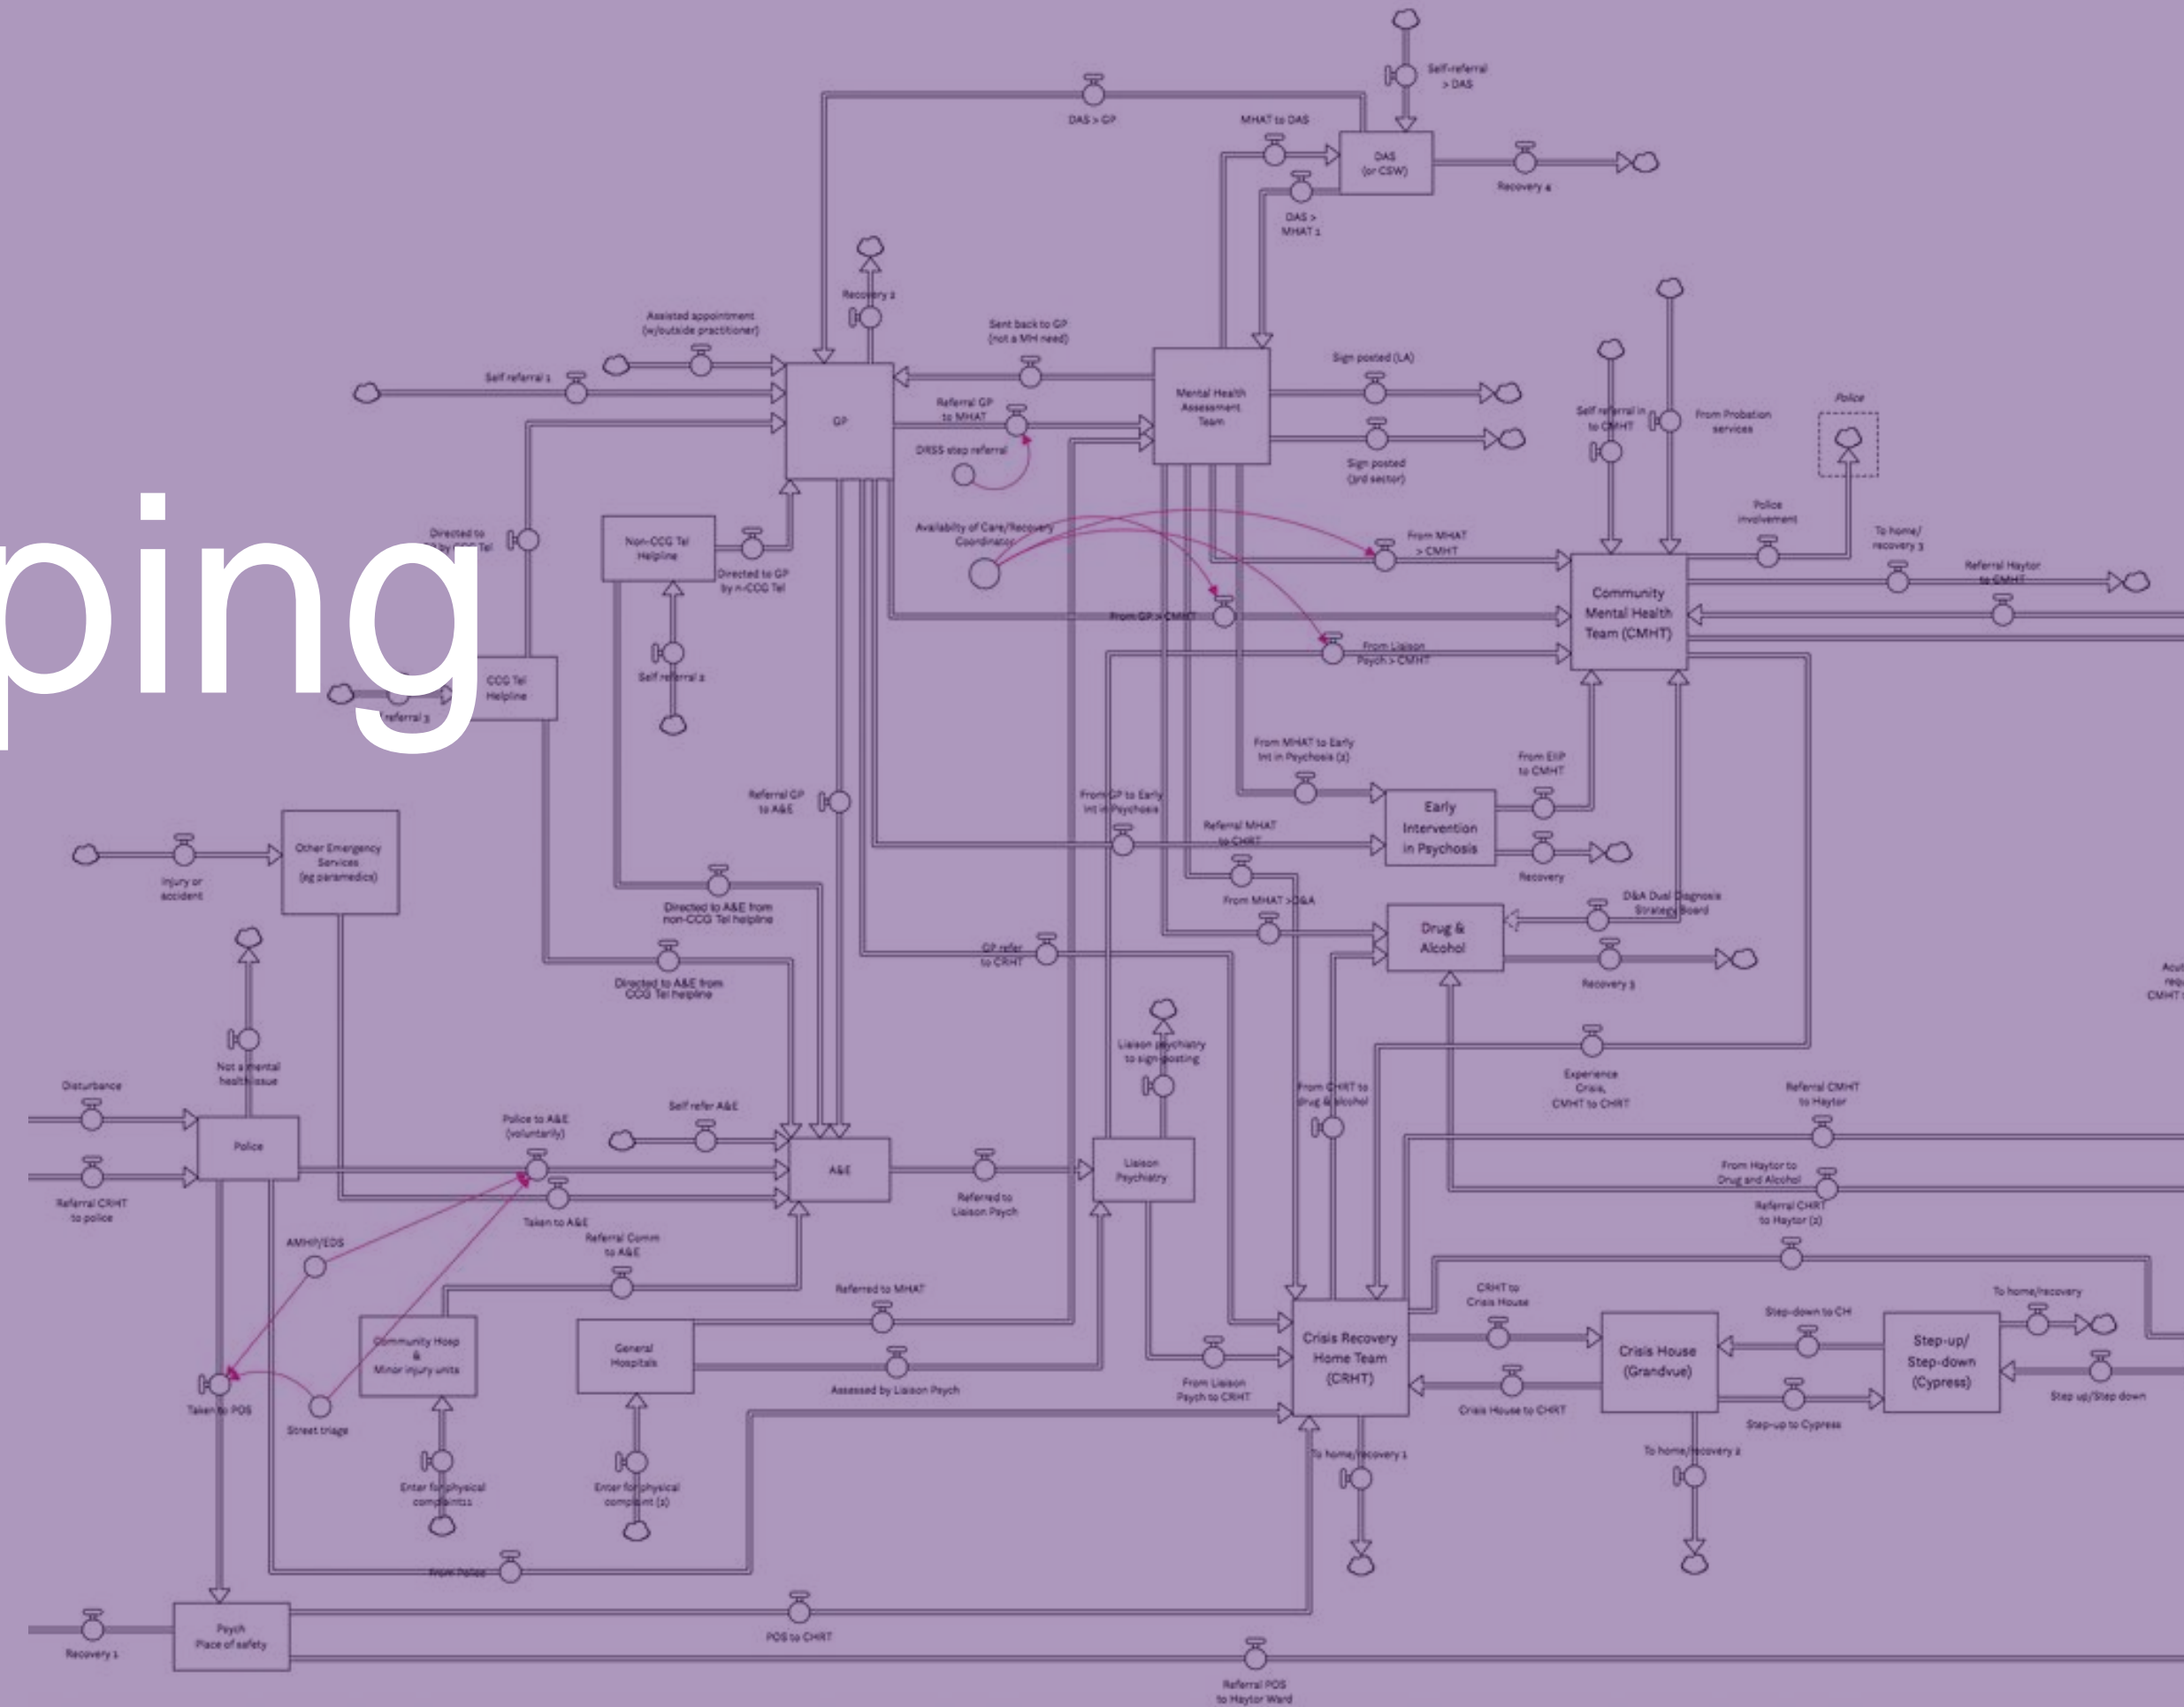 ping
Self-referral
> DAS
DAS > GP
MHAT to DAS
DAS
(or CSW)
Recovery 4
DAS >
MHAT 1
Recovery 2
Assisted appointment
(w/outside practitioner)
Sent back to GP
(not a MH need)
Self referral 1
Sign posted (LA)
GP
Referral GP
to MHAT
Mental Health
Assessment
Team
DRSS step referral
Sign posted
(3rd sector)
Self referral in
to CMHT
From Probation
services
Police
Police
involvement
To home/
recovery 3
Directed to
by CCG Tel
Non-CCG Tel
Helpline
Directed to GP
by n-CCG Tel
Availabilty of Care/Recovery
Coordinator
From MHAT
> CMHT
Referral Haytor
to CMHT
Community
Mental Health
Team (CMHT)
From GP > CMHT
From Liaison
Psych > CMHT
CCG Tel
Helpline
referral 3
Self referral 2
From MHAT to Early
Int in Psychosis (2)
From EIIP
to CMHT
Referral GP
to A&E
From GP to Early
Int in Psychosis
Early
Intervention
in Psychosis
Referral MHAT
to CHRT
Recovery
Other Emergency
Services
(eg paramedics)
Injury or
accident
Directed to A&E from
non-CCG Tel helpline
From MHAT > D&A
D&A Dual Diagnosis
Strategy Board
Drug &
Alcohol
GP refer
to CRHT
Directed to A&E from
CCG Tel helpline
Recovery 5
Acut
requ
CMHT
Not a mental
health issue
Liaison psychiatry
to sign-posting
Experience
Crisis,
CMHT to CHRT
From CHRT to
drug & alcohol
Referral CMHT
to Haytor
Disturbance
Police
Police to A&E
(voluntarily)
Self refer A&E
A&E
Liaison
Psychiatry
From Haytor to
Drug and Alcohol
Referral CRHT
to police
Referred to
Liaison Psych
Referral CHRT
to Haytor (2)
Taken to A&E
AMHP/EDS
Referral Comm
to A&E
Referred to MHAT
CRHT to
Crisis House
To home/recovery
Step-down to CH
Community Hosp
&
Minor injury units
General
Hospitals
Crisis Recovery
Home Team
(CRHT)
Crisis House
(Grandvue)
Step-up/
Step-down
(Cypress)
Assessed by Liaison Psych
From Liaison
Psych to CRHT
Crisis House to CHRT
Step-up to Cypress
Step up/Step down
Taken to POS
Street triage
To home/recovery 1
To home/recovery 2
Enter for physical
complaint11
Enter for physical
complaint (2)
From Police
Psych
Place of safety
Recovery 1
POS to CHRT
Referral POS
to Haytor Ward